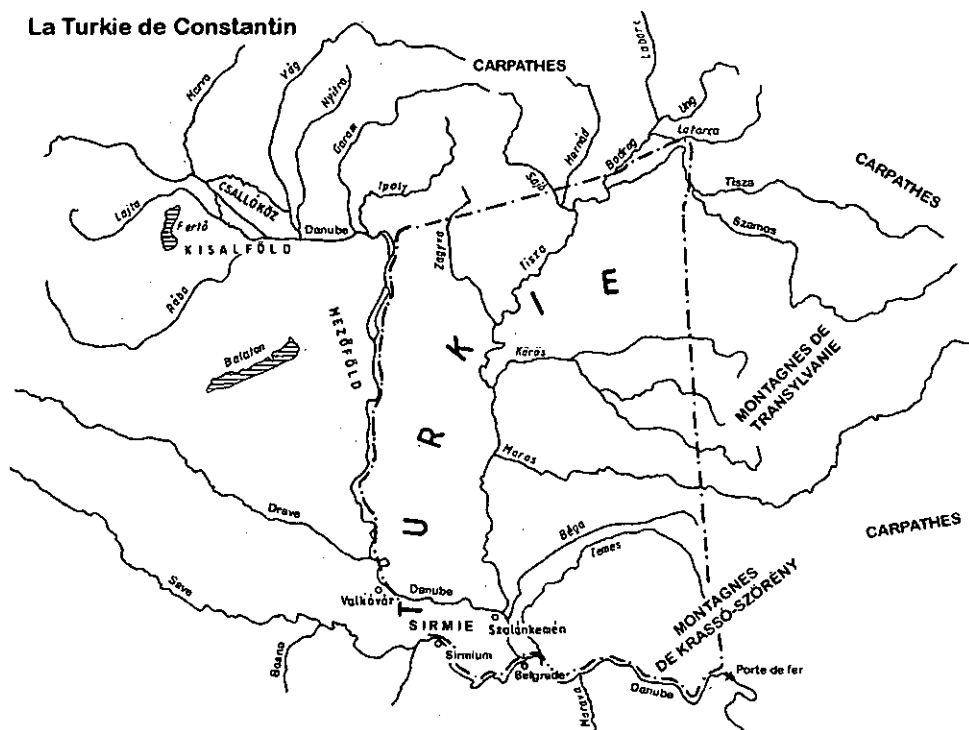 La Turkie de Constantin
Marva
Vág
Nyitra
Garam
CARPATHES
Hernád
Laborc
Ung
Latorca
Bodrog
Sajó
Ipoly
CSALLÓKÖZ
Lajta
Fertő
KISALFÖLD
Danube
Zagyva
Tisza
Tisza
CARPATHES
Szamos
Rába
MEZŐFÖLD
Balaton
TURKIE
Körös
MONTAGNES DE
TRANSYLVANIE
Maros
Drave
CARPATHES
Béga
Temes
Save
Valkóvár
Danube
SIRMIE
Szalánkemén
MONTAGNES
DE KRASSÓ-SZÖRÉNY
Bosna
Sirmium
Belgrade
Morava
Danube
Porte de fer